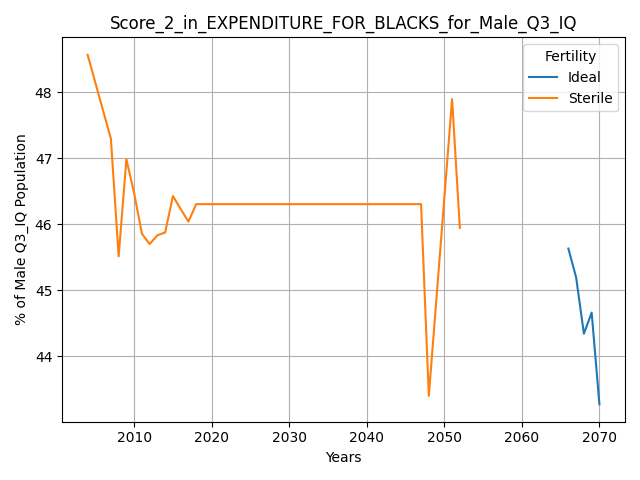 Score_2_in_EXPENDITURE_FOR_BLACKS_for_Male_Q3_IQ
Fertility
Ideal
Sterile
% of Male Q3_IQ Population
48
47
46
45
44
2010 2020 2030 2040 2050 2060 2070
Years